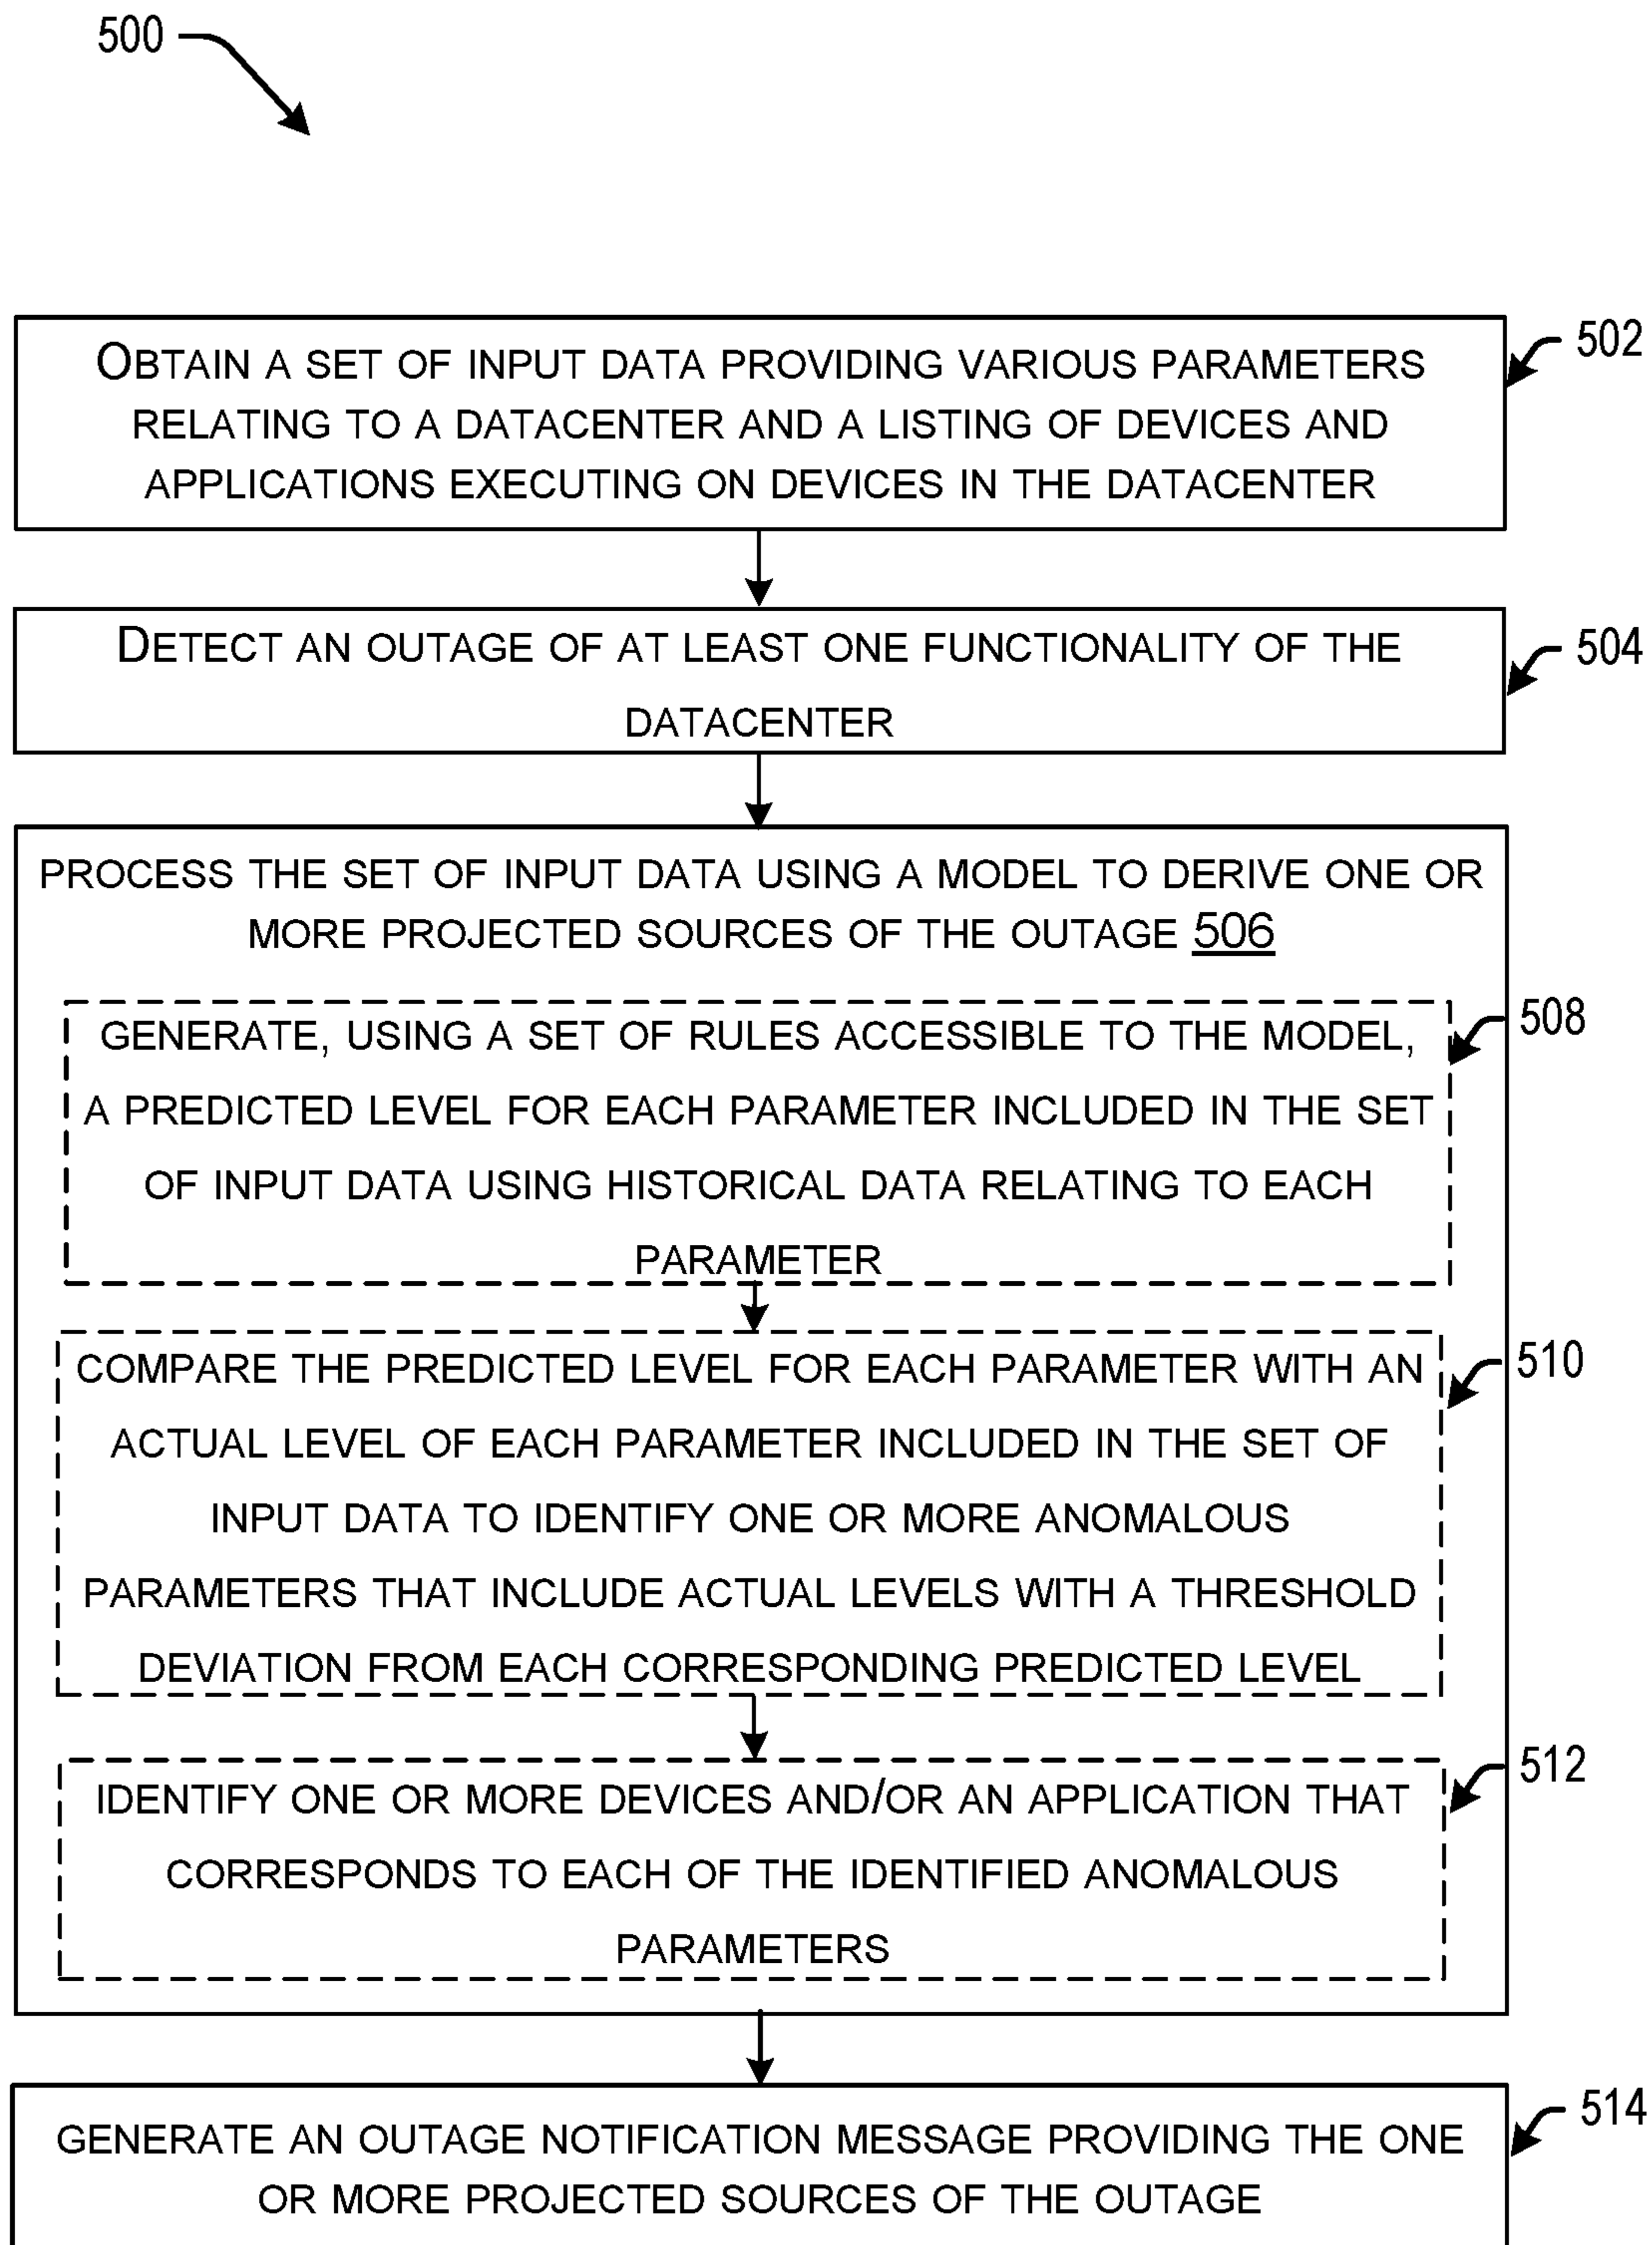 500
OBTAIN A SET OF INPUT DATA PROVIDING VARIOUS PARAMETERS
RELATING TO A DATACENTER AND A LISTING OF DEVICES AND
APPLICATIONS EXECUTING ON DEVICES IN THE DATACENTER
502
DETECT AN OUTAGE OF AT LEAST ONE FUNCTIONALITY OF THE
DATACENTER
504
PROCESS THE SET OF INPUT DATA USING A MODEL TO DERIVE ONE OR
MORE PROJECTED SOURCES OF THE OUTAGE 506
GENERATE, USING A SET OF RULES ACCESSIBLE TO THE MODEL,
A PREDICTED LEVEL FOR EACH PARAMETER INCLUDED IN THE SET
OF INPUT DATA USING HISTORICAL DATA RELATING TO EACH
PARAMETER
508
COMPARE THE PREDICTED LEVEL FOR EACH PARAMETER WITH AN
ACTUAL LEVEL OF EACH PARAMETER INCLUDED IN THE SET OF
INPUT DATA TO IDENTIFY ONE OR MORE ANOMALOUS
PARAMETERS THAT INCLUDE ACTUAL LEVELS WITH A THRESHOLD
DEVIATION FROM EACH CORRESPONDING PREDICTED LEVEL
510
IDENTIFY ONE OR MORE DEVICES AND/OR AN APPLICATION THAT
CORRESPONDS TO EACH OF THE IDENTIFIED ANOMALOUS
PARAMETERS
512
GENERATE AN OUTAGE NOTIFICATION MESSAGE PROVIDING THE ONE
OR MORE PROJECTED SOURCES OF THE OUTAGE
514